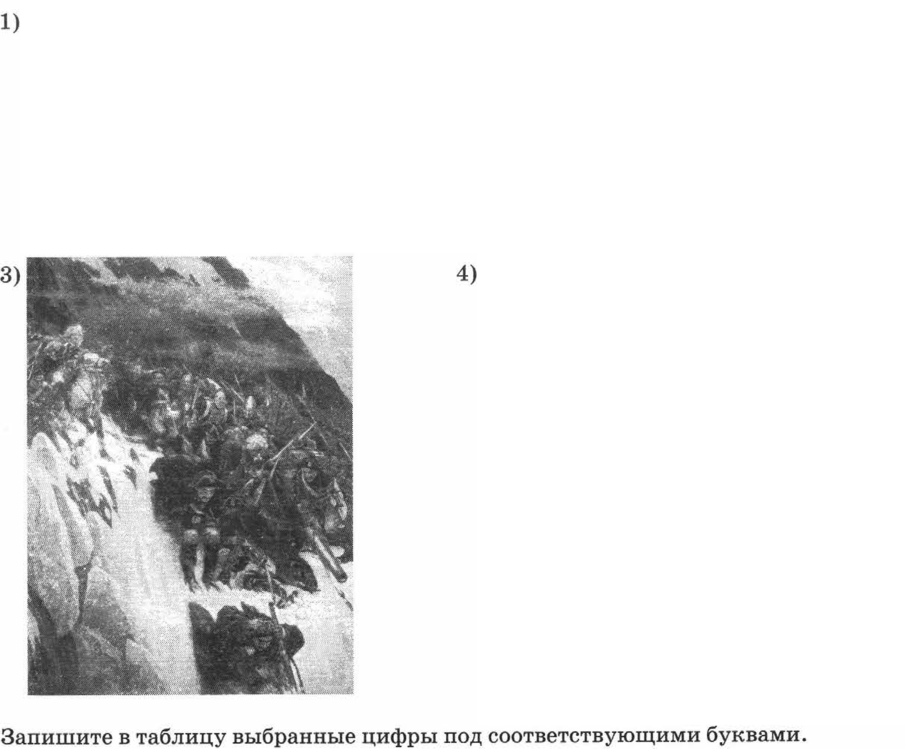 1)
3)
4)
Запишите в таблицу выбранные цифры под соответствующими буквами.